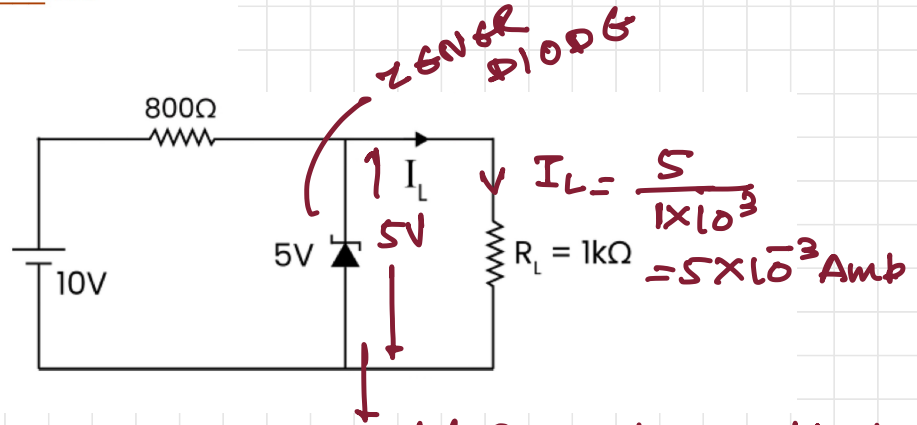 ZENER
DIODE
800Ω
I_L
5V
5V
10V
R_L = 1kΩ
I_L = 5 / 1×10³
= 5×10⁻³ Amb